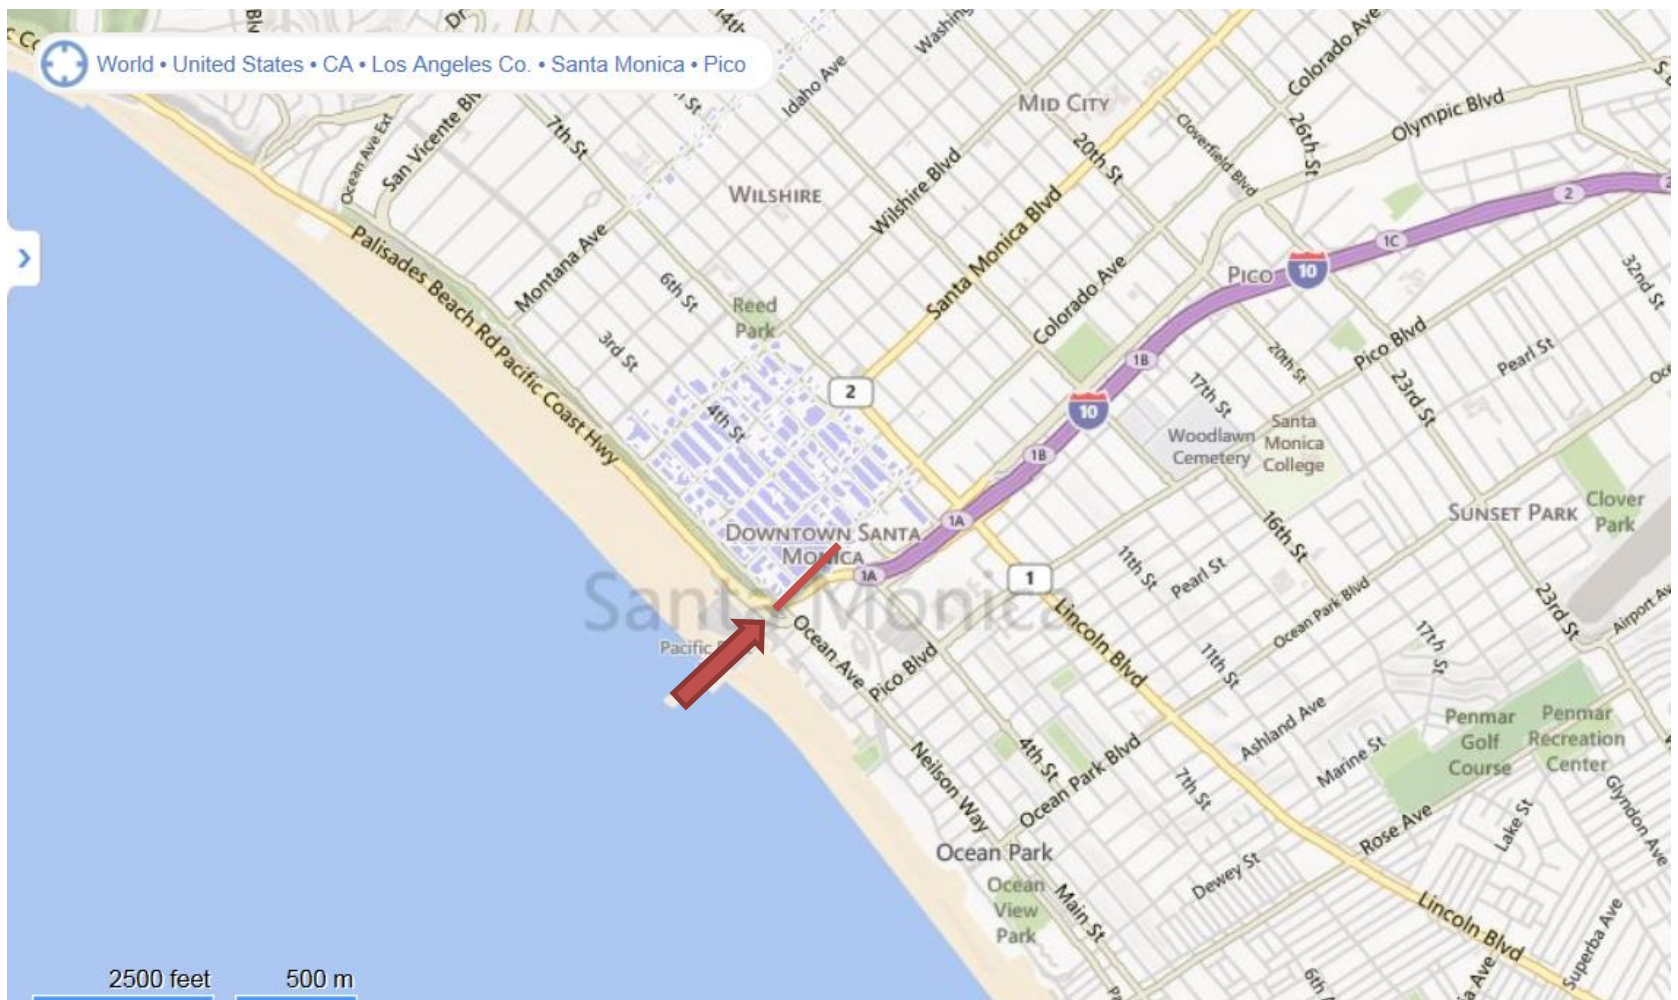 Blv
Dr
14th
Washing
Colorado Ave
World • United States • CA • Los Angeles Co. • Santa Monica • Pico
Idaho Ave
MID CITY
Olympic Blvd
7th St
Ocean Ave Ext
San Vicente Blv
20th St
Cloverfield Blvd
26th St
WILSHIRE
Wilshire Blvd
2
Palisades Beach Rd
Montana Ave
Santa Monica Blvd
1C
PICO
10
32nd St
6th St
Reed
Park
Colorado Ave
3rd St
Pacific Coast Hwy
1B
20th St
Pico Blvd
Pearl St
2
17th St
23rd St
10
4th St
Santa
Monica
College
Woodlawn
Cemetery
1B
SUNSET PARK
Clover
Park
1A
DOWNTOWN SANTA
MONICA
16th St
1A
11th St
Pearl St
1
Santa Monica
Ocean Park Blvd
23rd St
Airport Av
Lincoln Blvd
Ocean Ave
Pacific
Pico Blvd
11th St
17th St
Ashland Ave
Marine St
Penmar
Golf
Course
Penmar
Recreation
Center
Neilson Way
4th St
Ocean Park Blvd
7th St
Rose Ave
Lake St
Glyndon Ave
Ocean Park
Dewey St
Ocean
View
Park
Main St
Lincoln Blvd
Superba Ave
6th
2500 feet
500 m